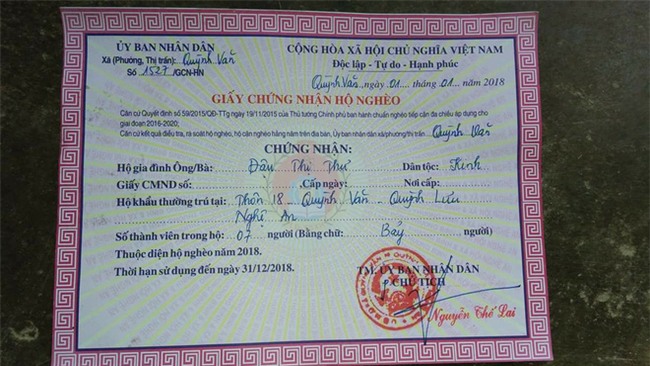 ỦY BAN NHÂN DÂN CỘNG HÒA XÃ HỘI CHỦ NGHĨA VIỆT NAM
Xã (Phường, Thị trấn): Quỳnh Văn Độc lập - Tự do - Hạnh phúc
Số 1527/GCN-HN
Quỳnh Văn, ngày 01 tháng 01 năm 2018
GIẤY CHỨNG NHẬN HỘ NGHÈO
Căn cứ Quyết định số 59/2015/QĐ-TTg ngày 19/11/2015 của Thủ tướng Chính phủ ban hành chuẩn nghèo tiếp cận đa chiều áp dụng cho
giai đoạn 2016-2020;
Căn cứ kết quả điều tra, rà soát hộ nghèo, hộ cận nghèo hằng năm trên địa bàn, Ủy ban nhân dân xã/phường/thị trấn Quỳnh Văn
CHỨNG NHẬN:
Hộ gia đình Ông/Bà: Đậu Thị Thư Dân tộc: Kinh
Giấy CMND số: Cấp ngày: Nơi cấp:
Hộ khẩu thường trú tại: Thôn 18 Quỳnh Văn Quỳnh Lưu
Nghệ An
Số thành viên trong hộ: 07 người (Bằng chữ: Bảy người)
Thuộc diện hộ nghèo năm 2018.
Thời hạn sử dụng đến ngày 31/12/2018.
TM. ỦY BAN NHÂN DÂN
CHỦ TỊCH
Nguyễn Thế Lai